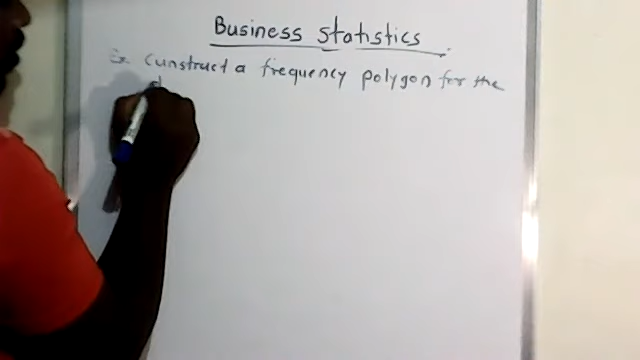 Business Statistics
Ex Construct a frequency polygon for the
d